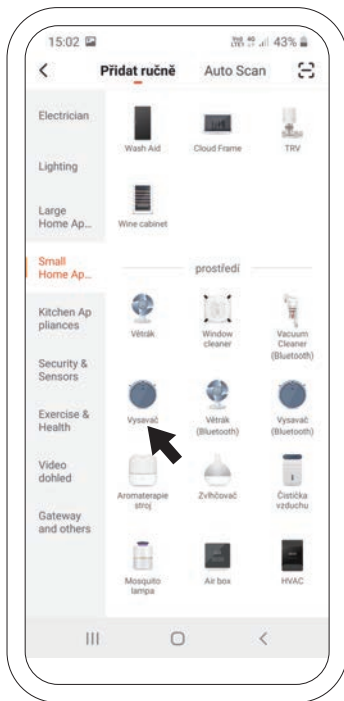 15:02 43%
Přidat ručně Auto Scan
Electrician
Wash Aid Cloud Frame TRV
Lighting
Large
Home Ap...
Wine cabinet
Small
Home Ap...
prostředí
Kitchen Ap
pliances
Větrák Window
cleaner Vacuum
Cleaner
(Bluetooth)
Security &
Sensors
Exercise &
Health
Vysavač Větrák
(Bluetooth) Vysavač
(Bluetooth)
Video
dohled
Aromaterapie
stroj Zvlhčovač Čistička
vzduchu
Gateway
and others
Mosquito
lampa Air box HVAC